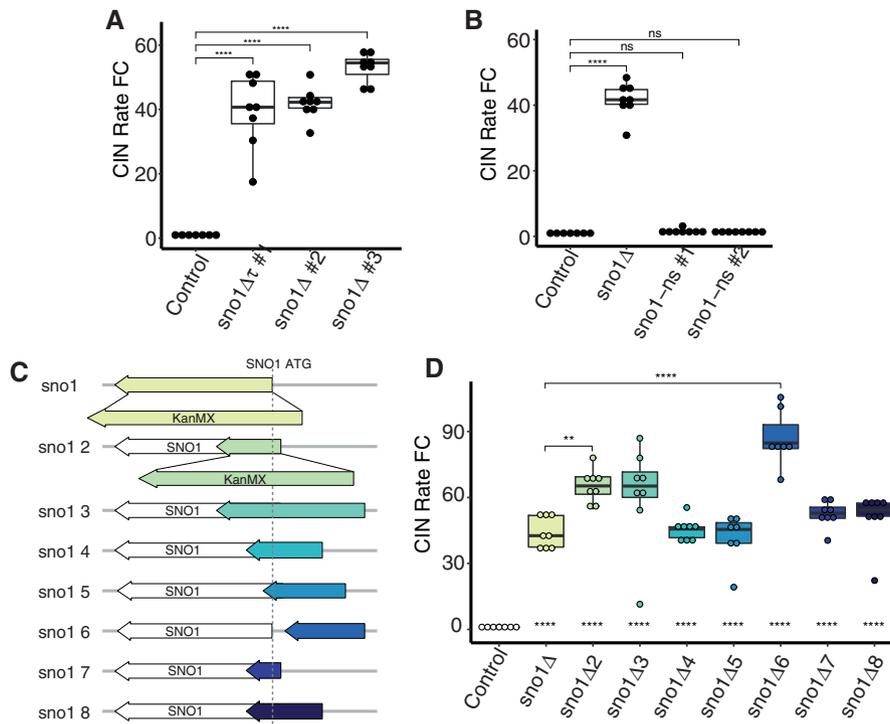 A
CIN Rate FC
60
40
20
0
****
****
****
Control
sno1Δτ #1
sno1Δ #2
sno1Δ #3
B
CIN Rate FC
60
40
20
0
ns
ns
****
Control
sno1Δ
sno1-ns #1
sno1-ns #2
C
SNO1 ATG
sno1
KanMX
sno1 2
SNO1
KanMX
sno1 3
SNO1
sno1 4
SNO1
sno1 5
SNO1
sno1 6
SNO1
sno1 7
SNO1
sno1 8
SNO1
D
CIN Rate FC
90
60
30
0
****
**
**** **** **** **** **** **** **** ****
Control
sno1Δ
sno1Δ2
sno1Δ3
sno1Δ4
sno1Δ5
sno1Δ6
sno1Δ7
sno1Δ8